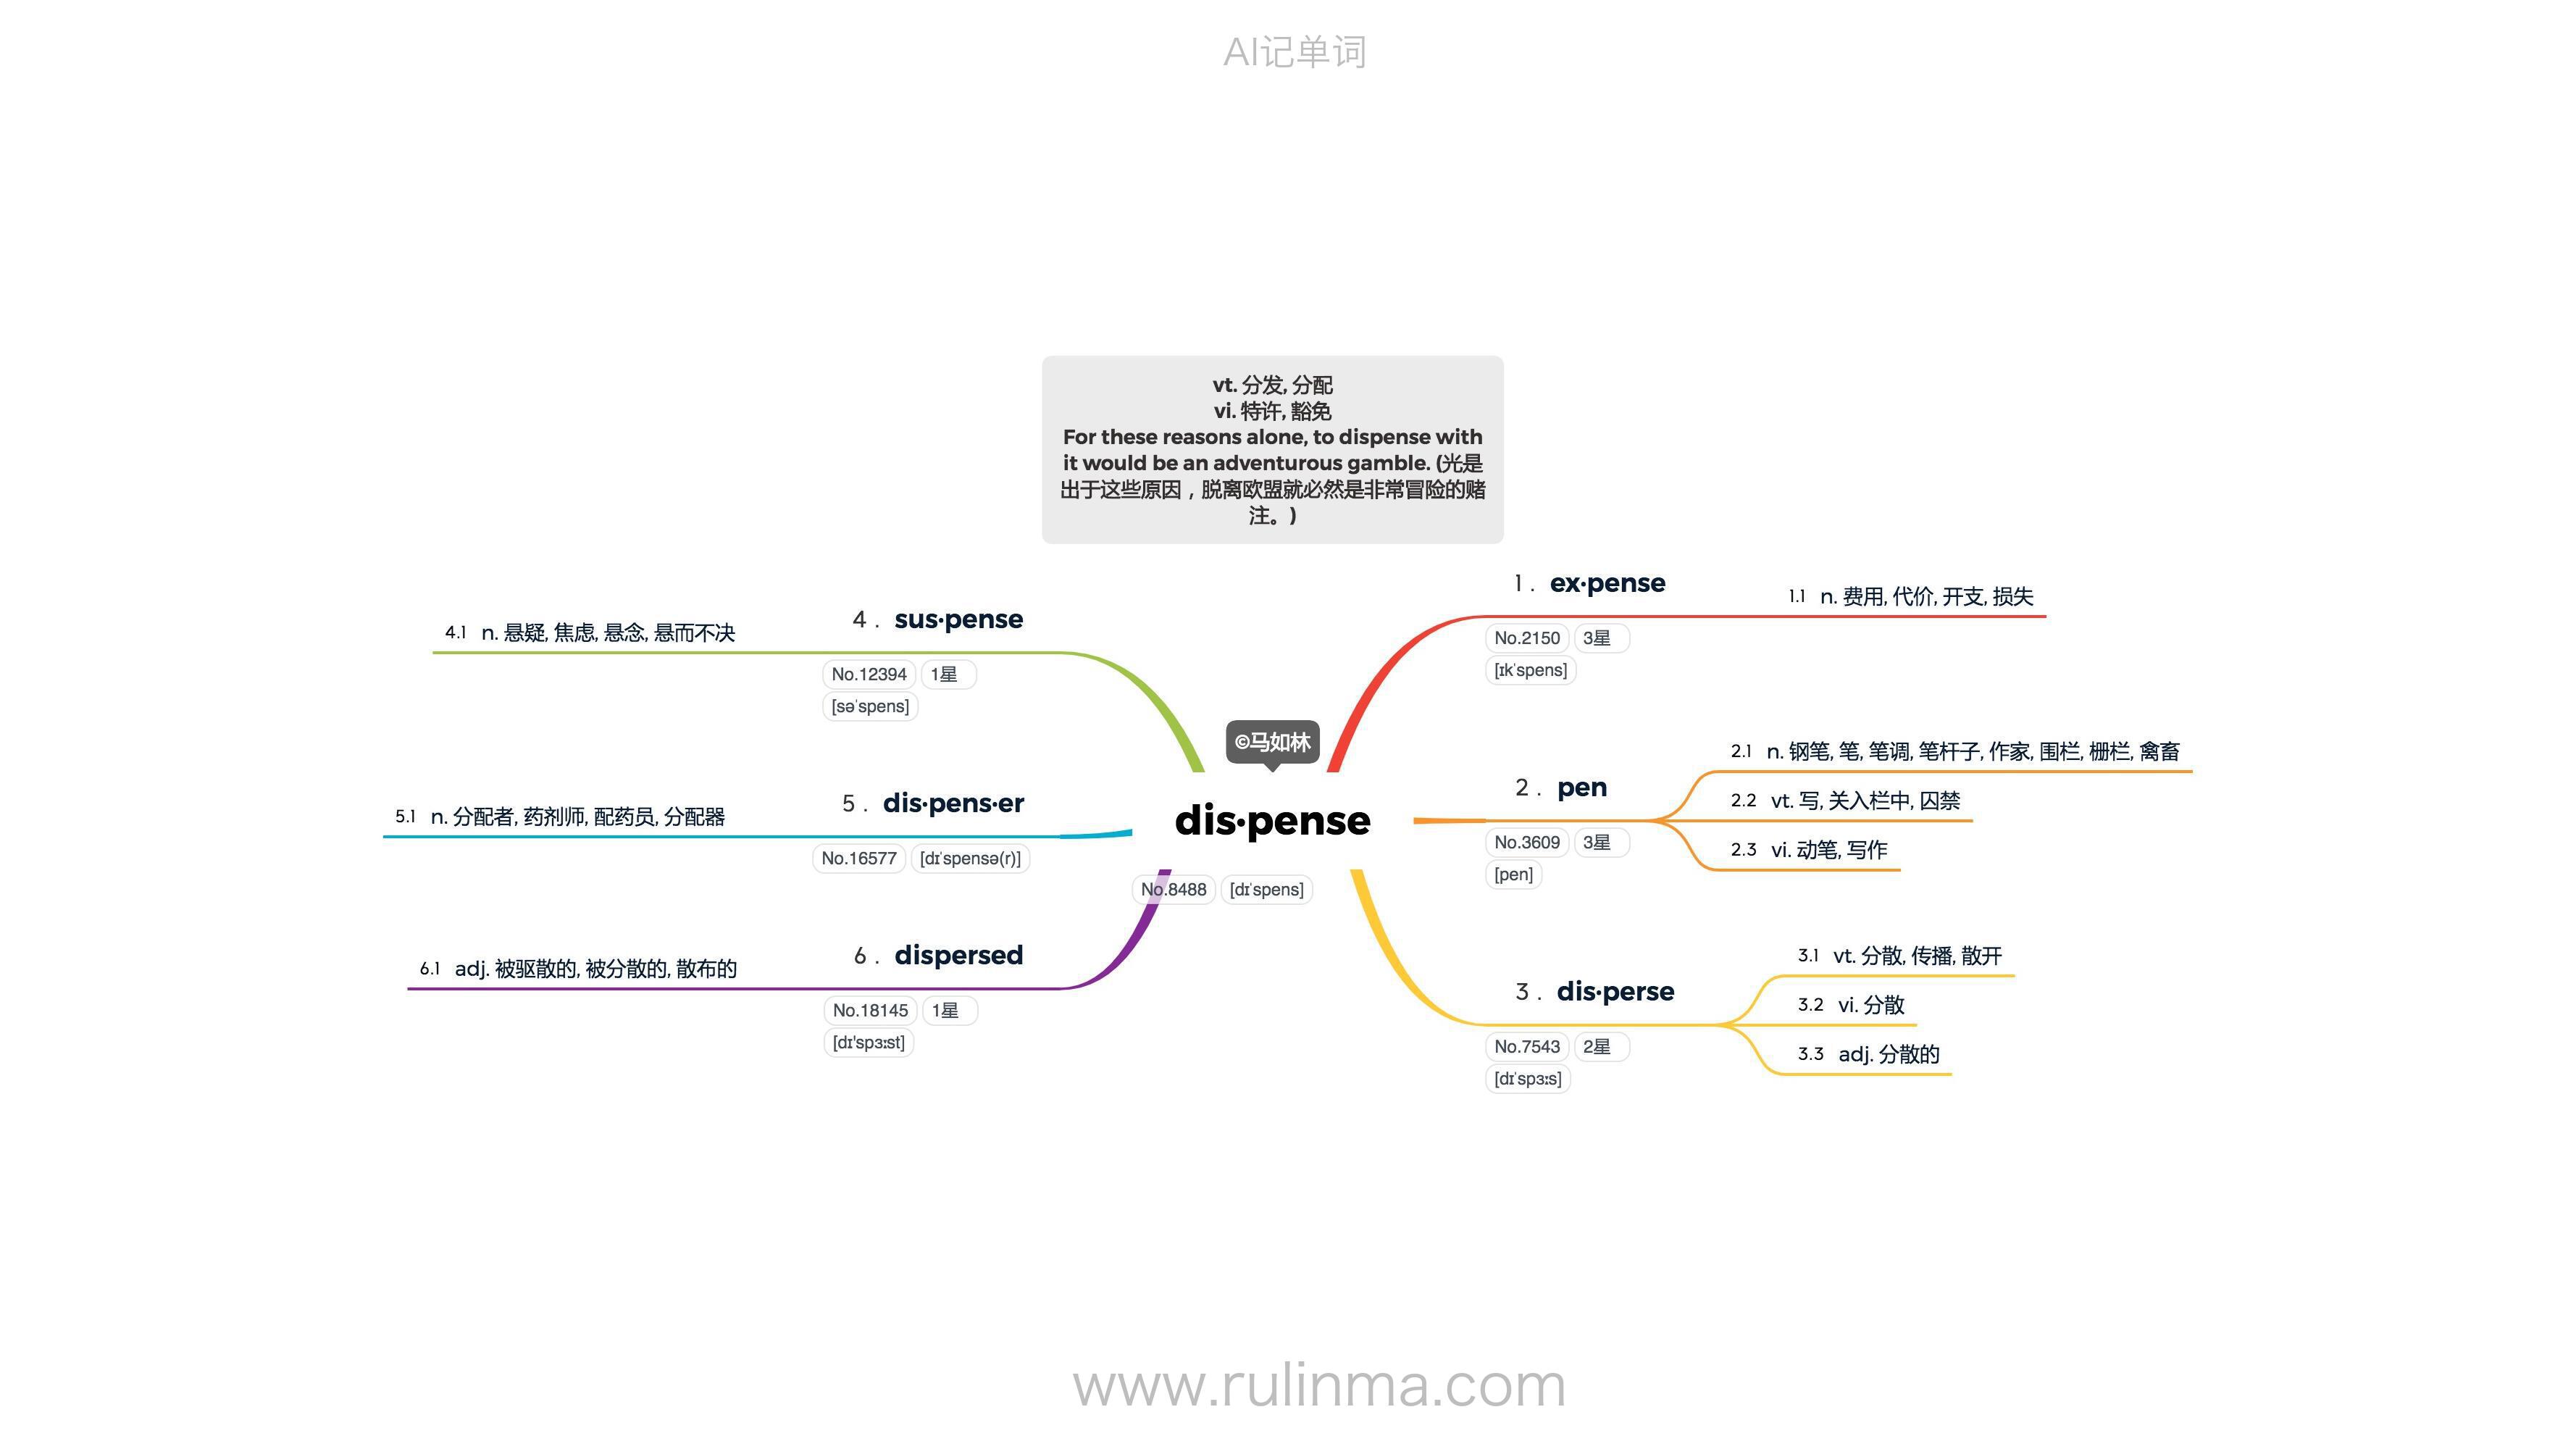 AI记单词
vt. 分发, 分配
vi. 特许, 豁免
For these reasons alone, to dispense with
it would be an adventurous gamble. (光是
出于这些原因，脱离欧盟就必然是非常冒险的赌
注。)
©马如林
dis·pense
No.8488 [dɪˈspens]
1 . ex·pense
No.2150 3星
[ɪkˈspens]
1.1 n. 费用, 代价, 开支, 损失
2 . pen
No.3609 3星
[pen]
2.1 n. 钢笔, 笔, 笔调, 笔杆子, 作家, 围栏, 栅栏, 禽畜
2.2 vt. 写, 关入栏中, 囚禁
2.3 vi. 动笔, 写作
3 . dis·perse
No.7543 2星
[dɪˈspɜːs]
3.1 vt. 分散, 传播, 散开
3.2 vi. 分散
3.3 adj. 分散的
4 . sus·pense
No.12394 1星
[səˈspens]
4.1 n. 悬疑, 焦虑, 悬念, 悬而不决
5 . dis·pens·er
No.16577 [dɪˈspensə(r)]
5.1 n. 分配者, 药剂师, 配药员, 分配器
6 . dispersed
No.18145 1星
[dɪ'spɜːst]
6.1 adj. 被驱散的, 被分散的, 散布的
www.rulinma.com